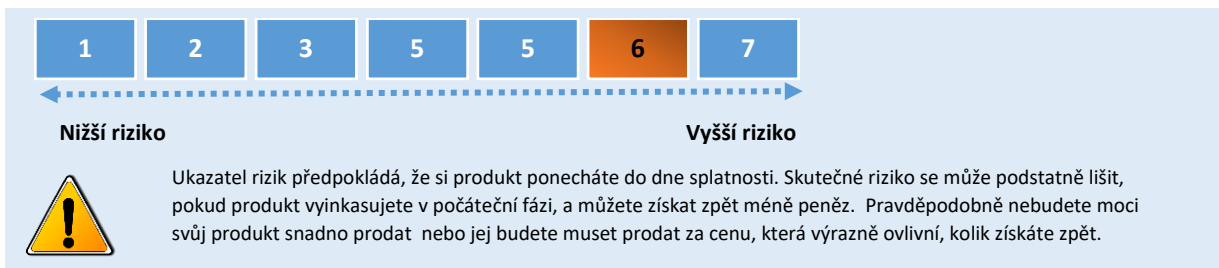 1 2 3 5 5 6 7
Nižší riziko Vyšší riziko
Ukazatel rizik předpokládá, že si produkt ponecháte do dne splatnosti. Skutečné riziko se může podstatně lišit,
pokud produkt vyinkasujete v počáteční fázi, a můžete získat zpět méně peněz. Pravděpodobně nebudete moci
svůj produkt snadno prodat nebo jej budete muset prodat za cenu, která výrazně ovlivní, kolik získáte zpět.